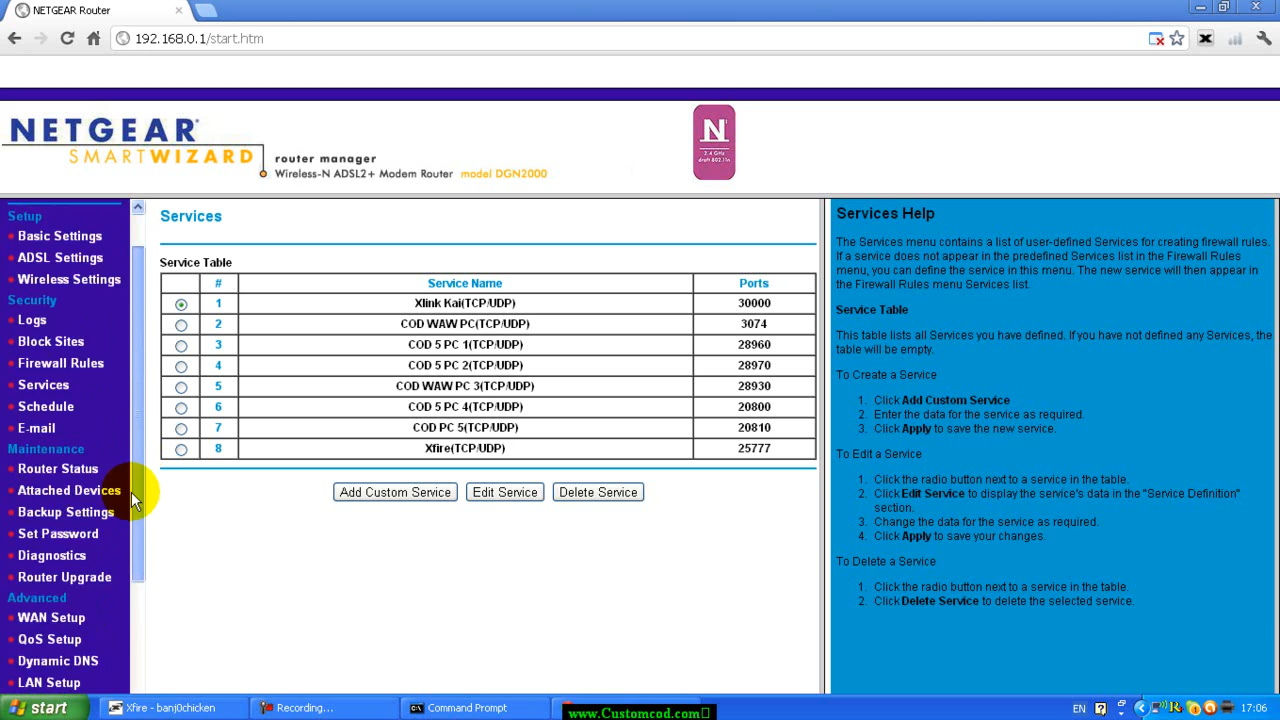 NETGEAR Router
192.168.0.1/start.htm
NETGEAR
SMARTWIZARD
router manager
Wireless-N ADSL2+ Modem Router model DGN2000
N
2.4 GHz
draft 802.11n
Setup
Basic Settings
ADSL Settings
Wireless Settings
Security
Logs
Block Sites
Firewall Rules
Services
Schedule
E-mail
Maintenance
Router Status
Attached Devices
Backup Settings
Set Password
Diagnostics
Router Upgrade
Advanced
WAN Setup
QoS Setup
Dynamic DNS
LAN Setup
Services
Service Table
# Service Name Ports
1 Xlink Kai(TCP/UDP) 30000
2 COD WAW PC(TCP/UDP) 3074
3 COD 5 PC 1(TCP/UDP) 28960
4 COD 5 PC 2(TCP/UDP) 28970
5 COD WAW PC 3(TCP/UDP) 28930
6 COD 5 PC 4(TCP/UDP) 20800
7 COD PC 5(TCP/UDP) 20810
8 Xfire(TCP/UDP) 25777
Add Custom Service Edit Service Delete Service
Services Help
The Services menu contains a list of user-defined Services for creating firewall rules.
If a service does not appear in the predefined Services list in the Firewall Rules
menu, you can define the service in this menu. The new service will then appear in
the Firewall Rules menu Services list.
Service Table
This table lists all Services you have defined. If you have not defined any Services, the
table will be empty.
To Create a Service
1. Click Add Custom Service
2. Enter the data for the service as required.
3. Click Apply to save the new service.
To Edit a Service
1. Click the radio button next to a service in the table.
2. Click Edit Service to display the service's data in the "Service Definition"
section.
3. Change the data for the service as required.
4. Click Apply to save your changes.
To Delete a Service
1. Click the radio button next to a service in the table.
2. Click Delete Service to delete the selected service.
start
Xfire - banj0chicken
Recording...
Command Prompt
www.Customcod.com
EN
17:06